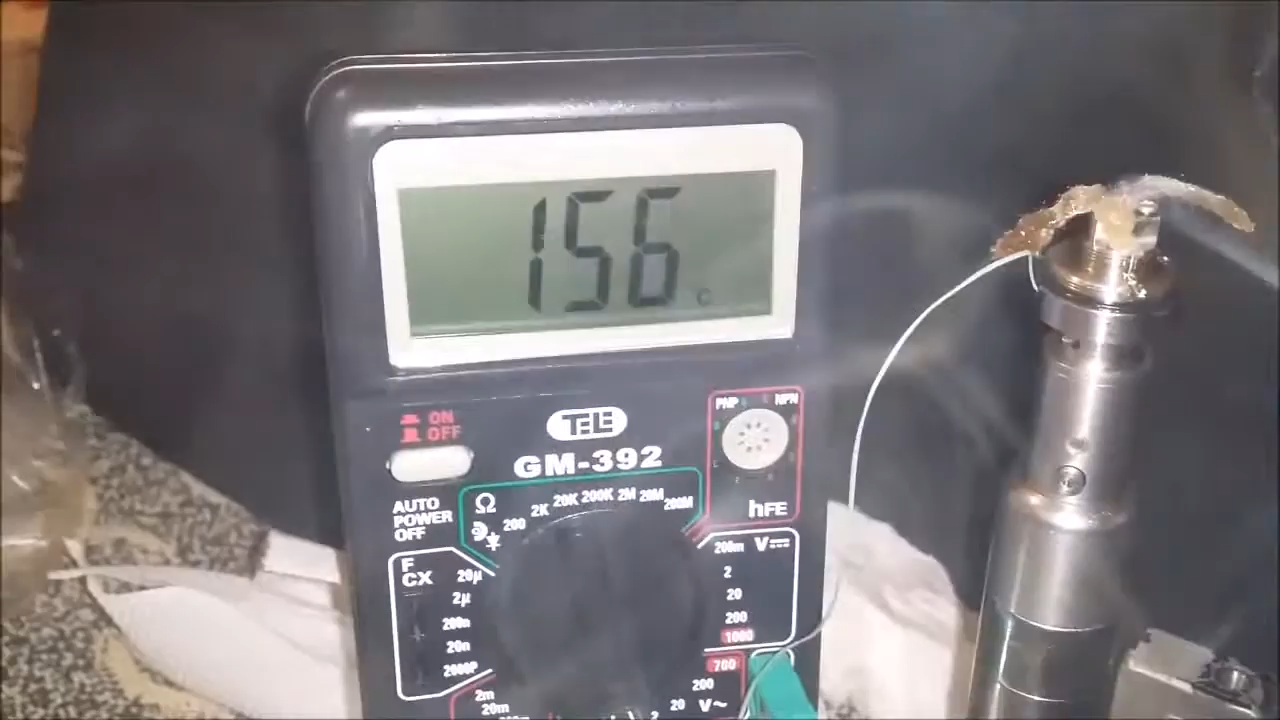 156 C
ON
OFF
TELE
GM-392
PNP NPN
hFE
AUTO
POWER
OFF
Ω
200 2K 20K 200K 2M 20M 200M
F
CX
20µ
2µ
200n
20n
2000P
200m V
2
20
200
1000
700
200
20 V~
2
2m
20m